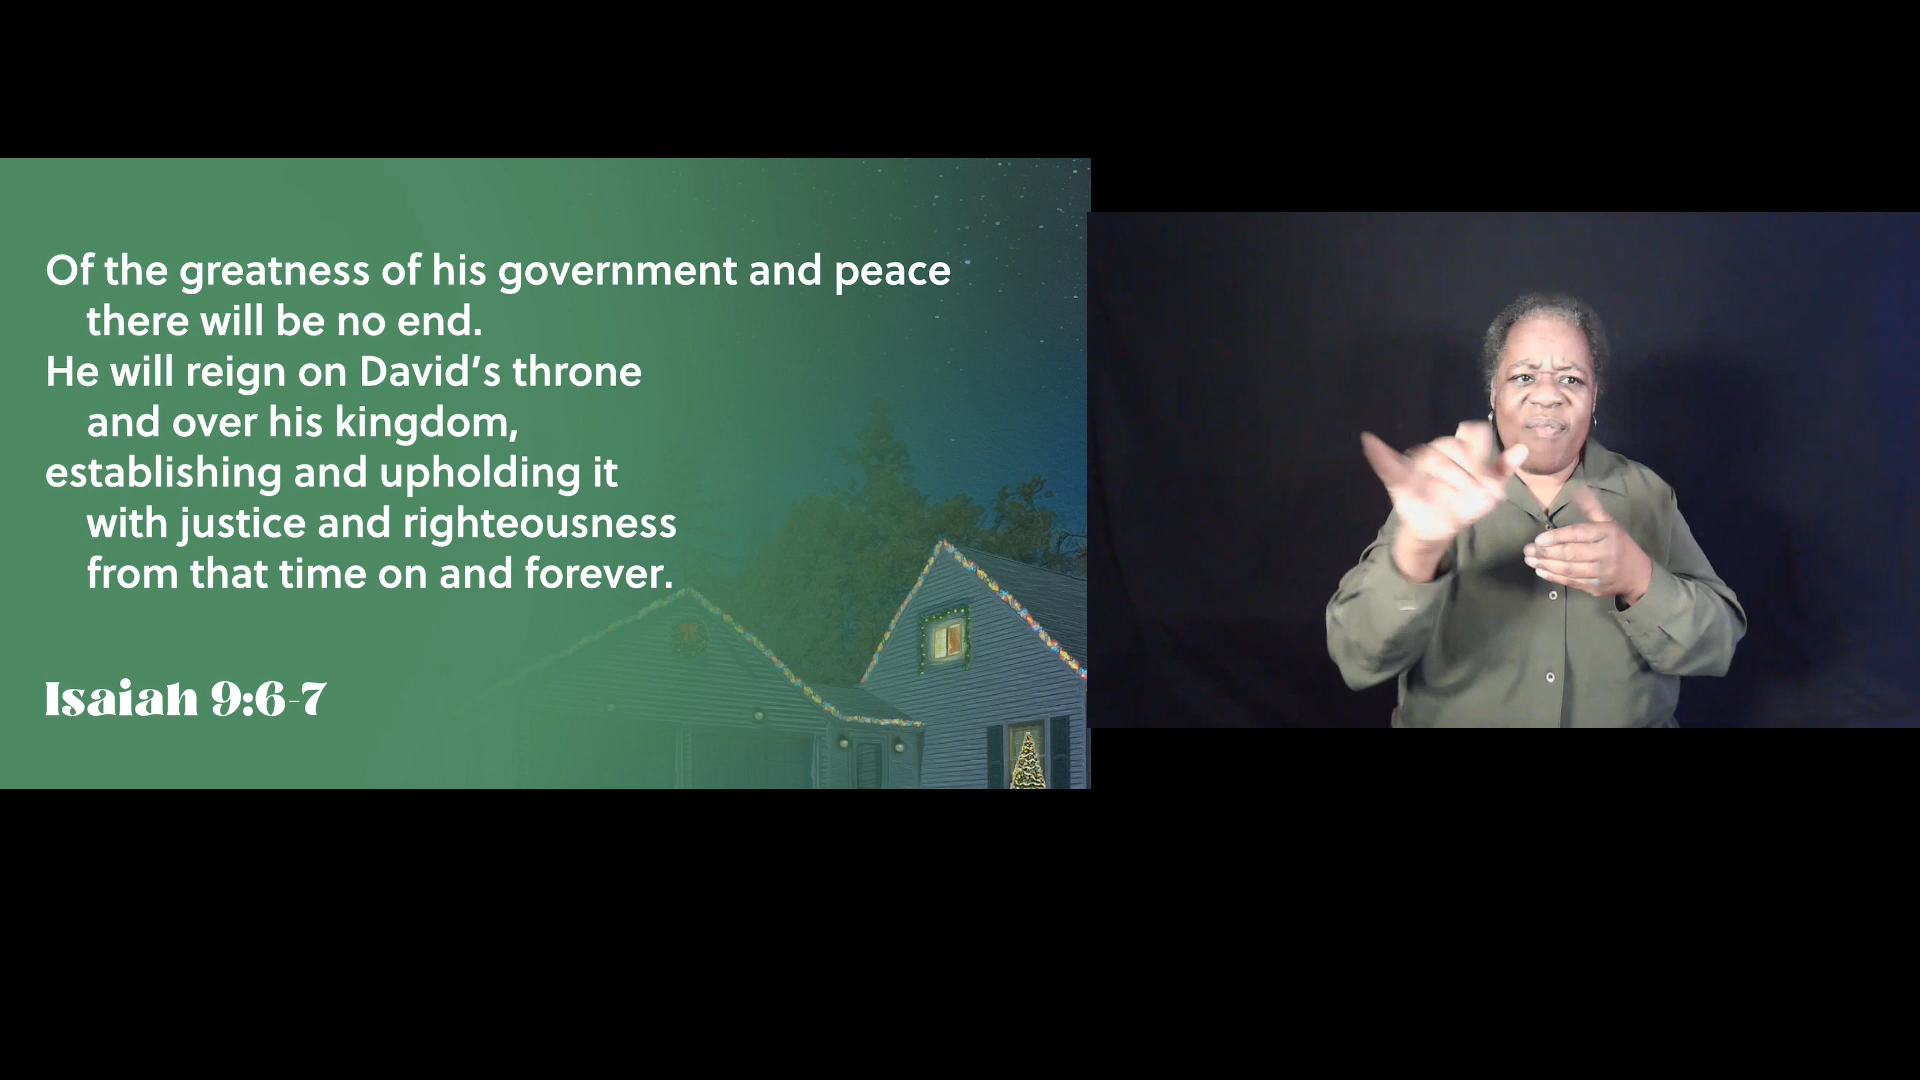 Of the greatness of his government and peace
there will be no end.
He will reign on David’s throne
and over his kingdom,
establishing and upholding it
with justice and righteousness
from that time on and forever.
Isaiah 9:6-7